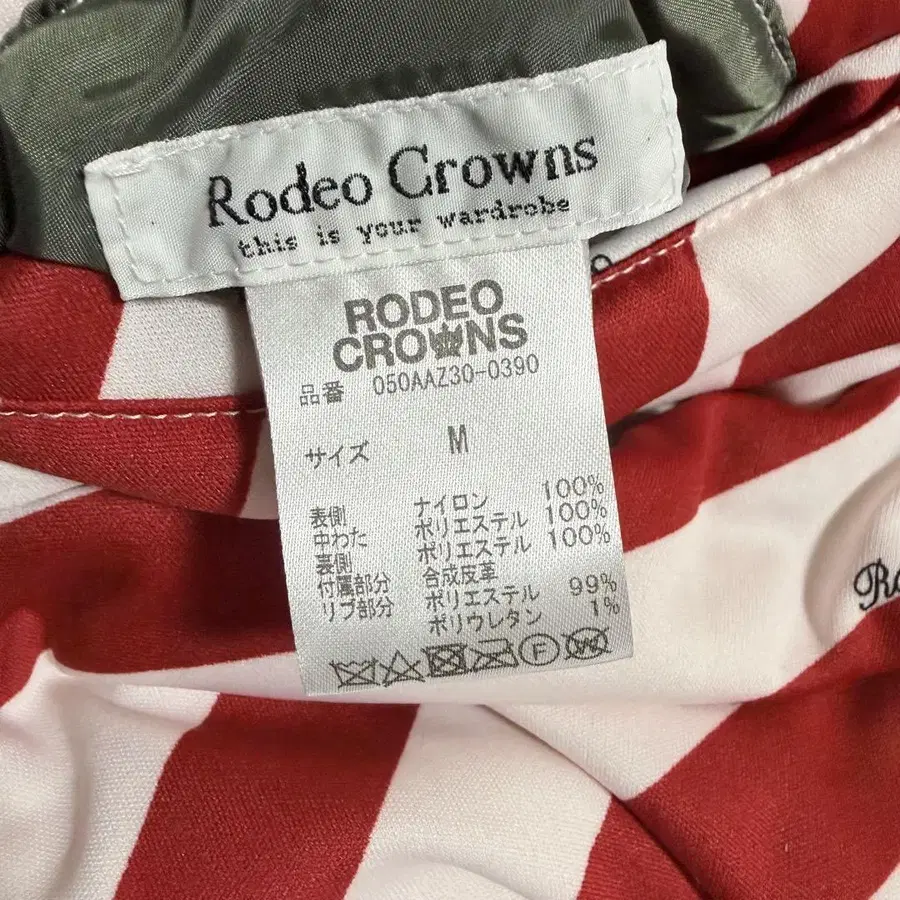 Rodeo Crowns
this is your wardrobe
RODEO
CROWNS
品番 050AAZ30-0390
サイズ M
表側 ナイロン 100%
中わた ポリエステル 100%
裏側 ポリエステル 100%
付属部分 合成皮革
リブ部分 ポリエステル 99%
ポリウレタン 1%
F
W